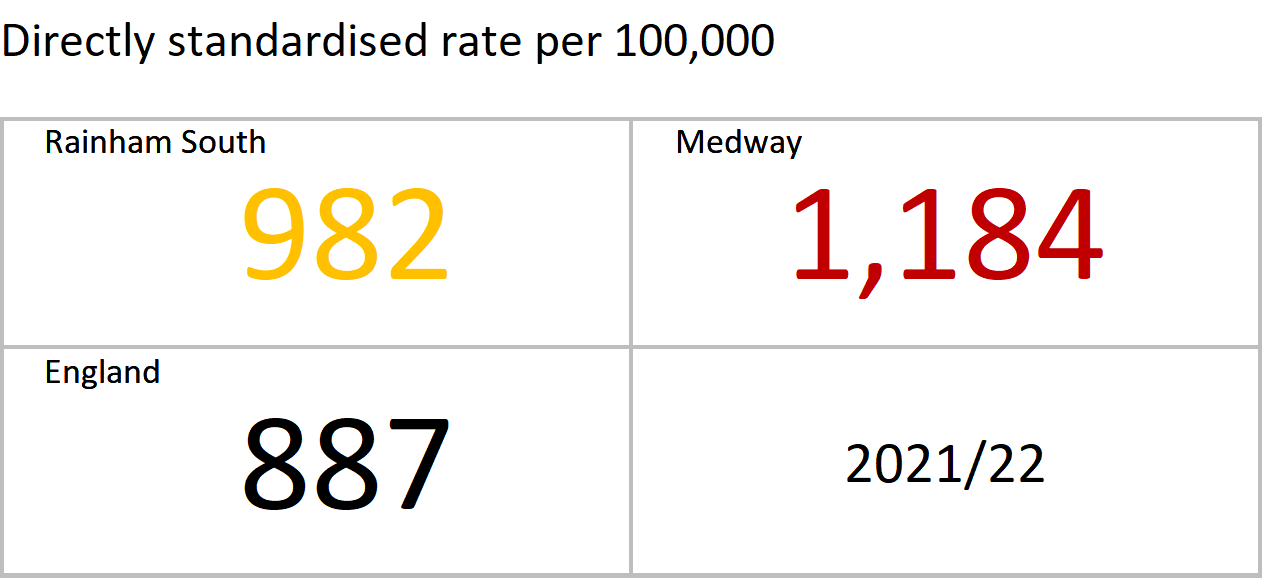 Directly standardised rate per 100,000
Rainham South
982
Medway
1,184
England
887
2021/22